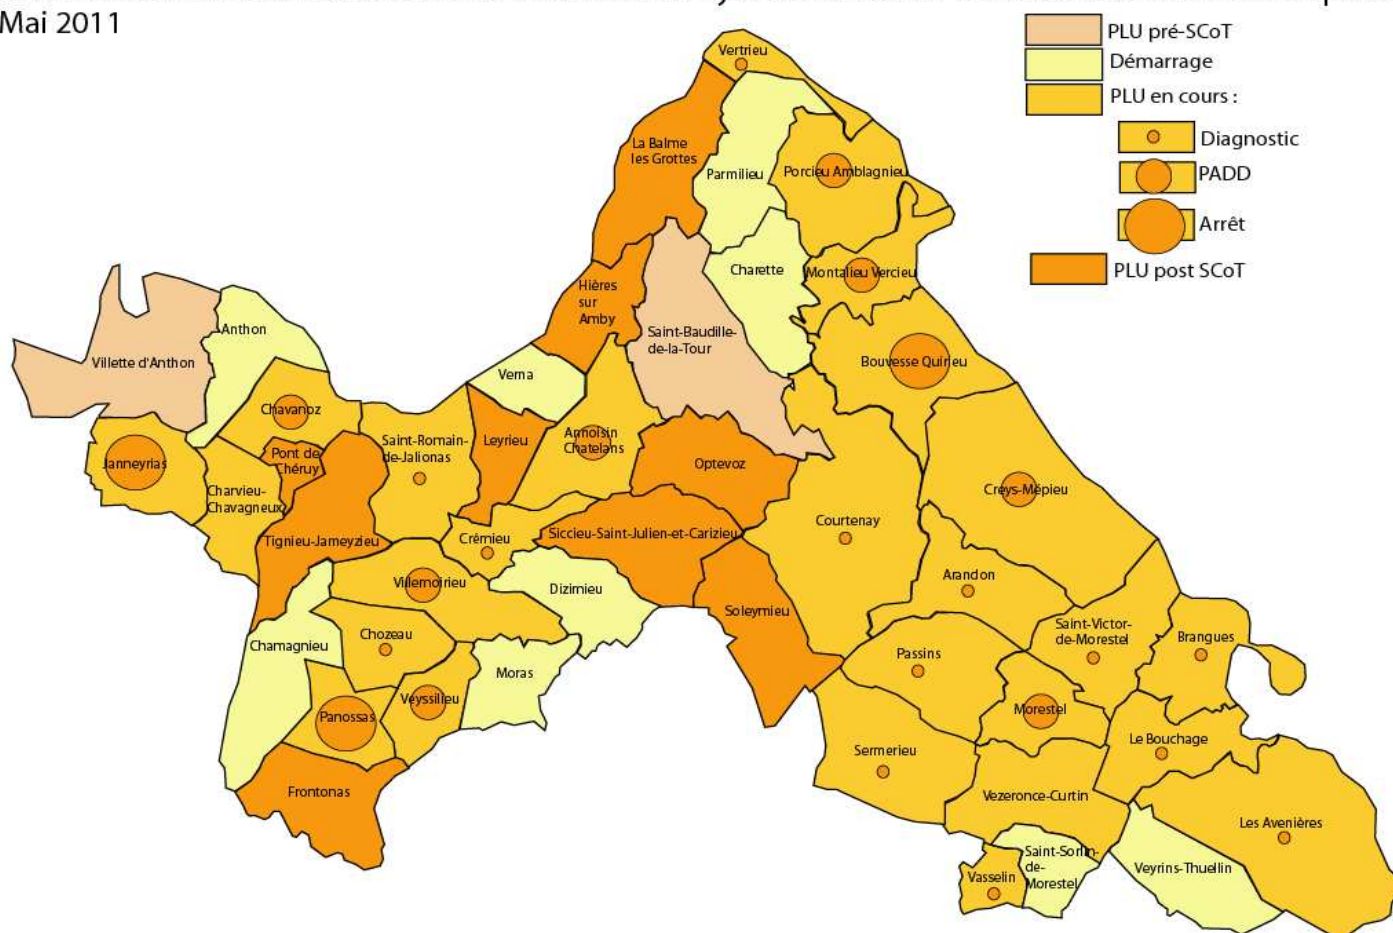 Mai 2011
PLU pré-SCoT
Démarrage
PLU en cours :
Diagnostic
PADD
Arrêt
PLU post SCoT
Vertrieu
La Balme
les Grottes
Parmilieu
Porcieu Amblagnieu
Charette
Montalieu Vercieu
Hières
sur
Amby
Saint-Baudille-
de-la-Tour
Anthon
Villette d'Anthon
Bouvesse Quirieu
Verna
Chavanoz
Janneyrias
Pont de
Chéruy
Charvieu-
Chavagneux
Saint-Romain-
de-Jalionas
Leyrieu
Annoisin
Chatelans
Optevoz
Creys-Mépieu
Courtenay
Tignieu-Jameyzieu
Crémieu
Siccieu-Saint-Julien-et-Carizieu
Villemoirieu
Dizimieu
Arandon
Soleymieu
Chozeau
Chamagnieu
Saint-Victor-
de-Morestel
Brangues
Passins
Moras
Veyssilieu
Panossas
Morestel
Le Bouchage
Sermerieu
Frontonas
Vezeronce-Curtin
Les Avenières
Saint-Sorlin-
de-
Morestel
Veyrins-Thuellin
Vasselin